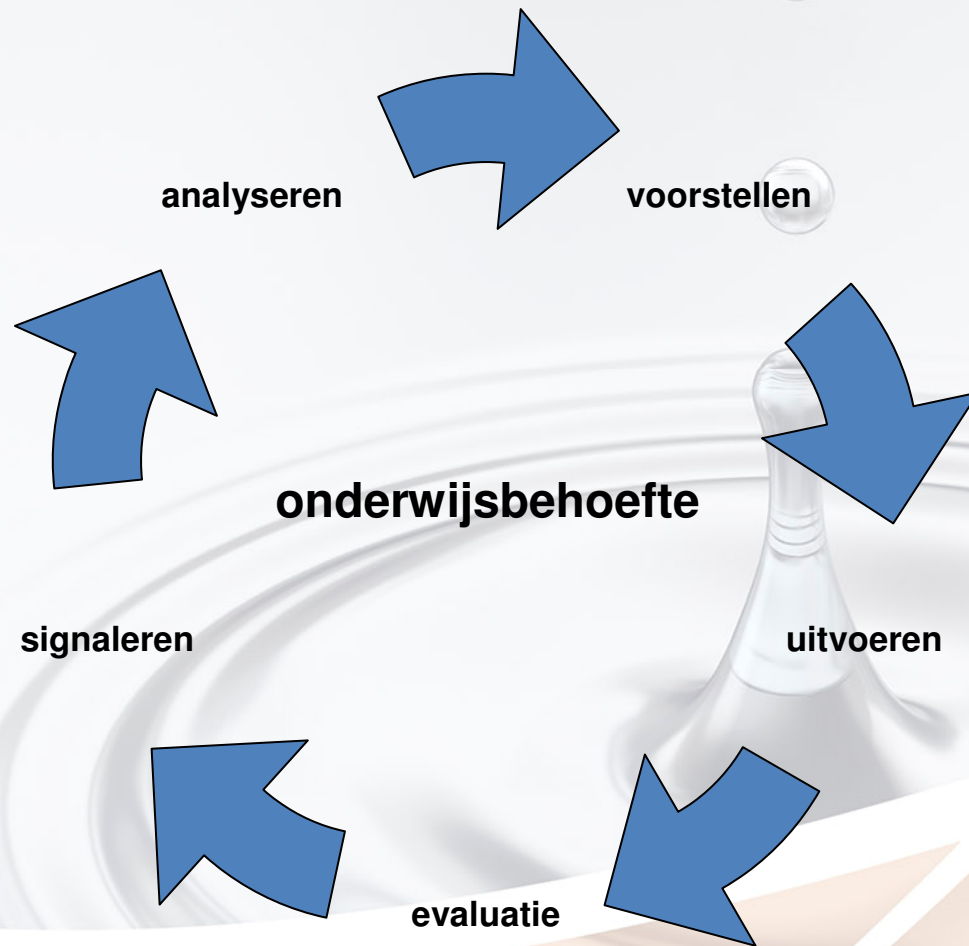 analyseren
voorstellen
onderwijsbehoefte
signaleren
uitvoeren
evaluatie